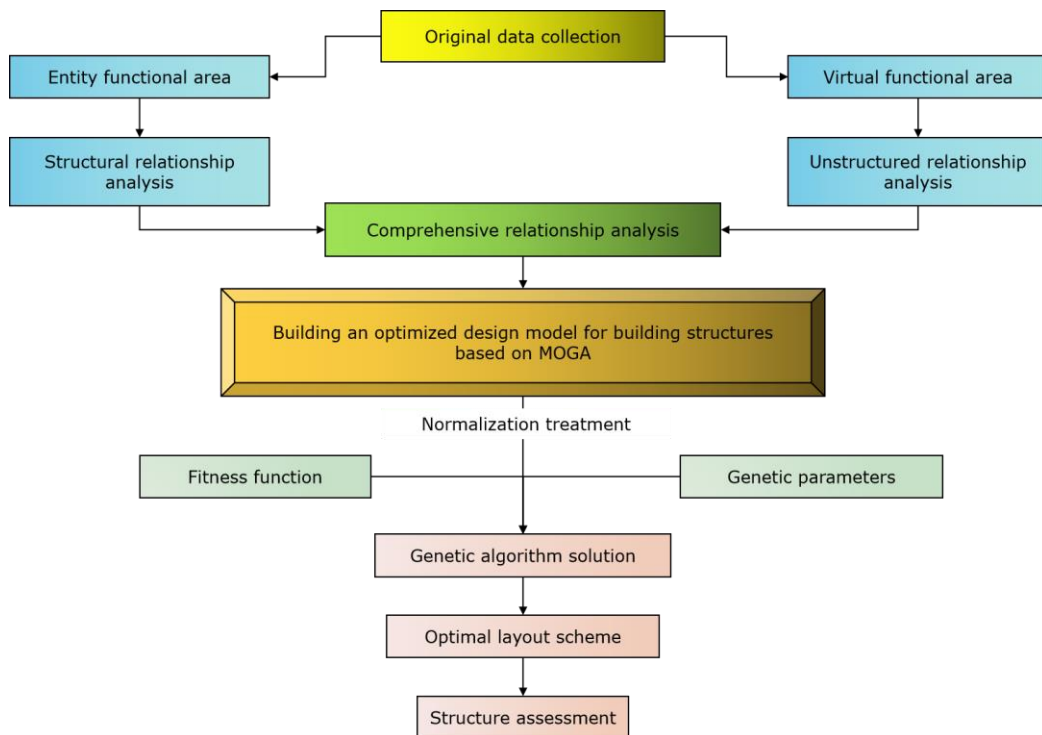 Original data collection
Entity functional area
Virtual functional area
Structural relationship
analysis
Unstructured relationship
analysis
Comprehensive relationship analysis
Building an optimized design model for building structures
based on MOGA
Normalization treatment
Fitness function
Genetic parameters
Genetic algorithm solution
Optimal layout scheme
Structure assessment